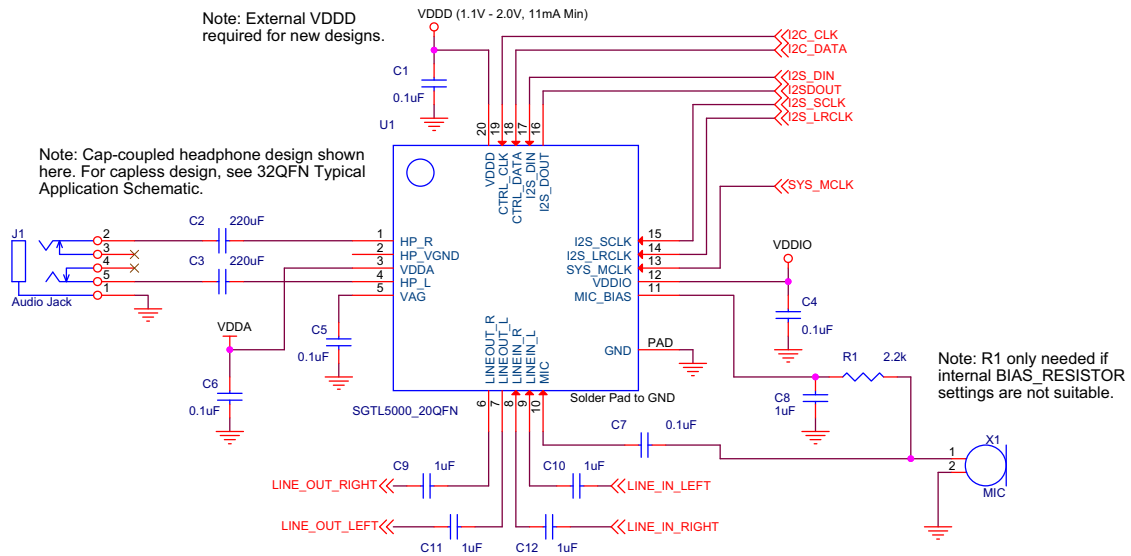 Note: External VDDD
required for new designs.
VDDD (1.1V - 2.0V, 11mA Min)
C1
0.1uF
I2C_CLK
I2C_DATA
I2S_DIN
I2SDOUT
I2S_SCLK
I2S_LRCLK
SYS_MCLK
U1
20
19
18
17
16
VDDD
CTRL_CLK
CTRL_DATA
I2S_DIN
I2S_DOUT
Note: Cap-coupled headphone design shown
here. For capless design, see 32QFN Typical
Application Schematic.
J1
2
3
4
5
1
Audio Jack
C2
220uF
C3
220uF
1
2
3
4
5
HP_R
HP_VGND
VDDA
HP_L
VAG
I2S_SCLK
I2S_LRCLK
SYS_MCLK
VDDIO
MIC_BIAS
15
14
13
12
11
VDDIO
C4
0.1uF
VDDA
C6
0.1uF
C5
0.1uF
LINEOUT_R
LINEOUT_L
LINEIN_R
LINEIN_L
MIC
GND
PAD
Solder Pad to GND
6
7
8
9
10
SGTL5000_20QFN
R1
2.2k
C8
1uF
Note: R1 only needed if
internal BIAS_RESISTOR
settings are not suitable.
C7
0.1uF
X1
1
2
MIC
C9
1uF
LINE_OUT_RIGHT
C10
1uF
LINE_IN_LEFT
LINE_OUT_LEFT
C11
1uF
C12
1uF
LINE_IN_RIGHT